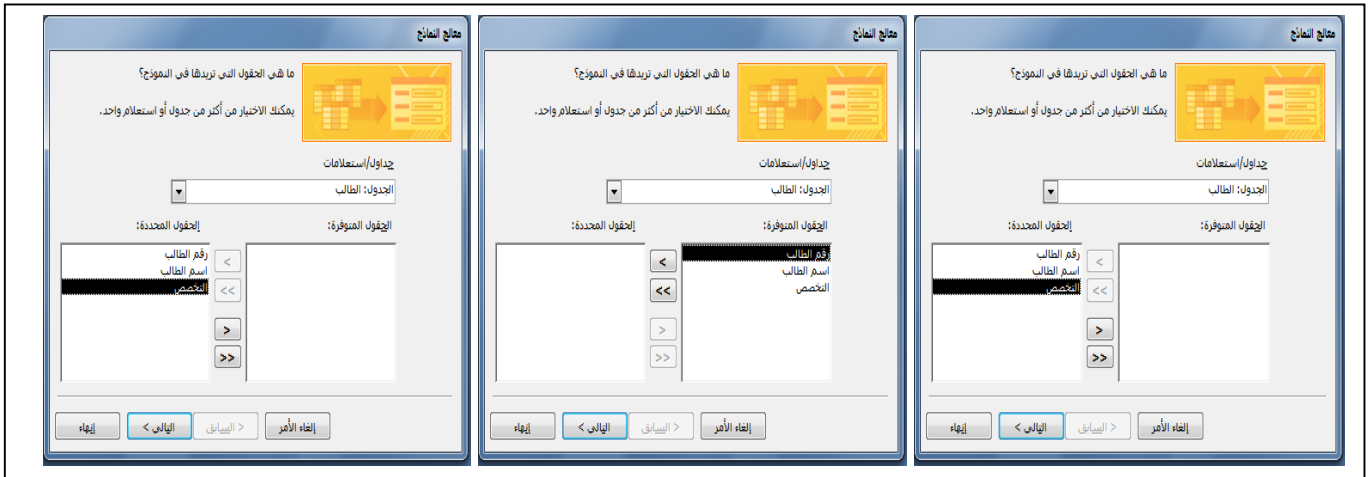 معالج النماذج
ما هي الحقول التي تريدها في النموذج؟
يمكنك الاختيار من أكثر من جدول أو استعلام واحد.
جداول/استعلامات
الجدول: الطالب
الحقول المتوفرة:
الحقول المحددة:
رقم الطالب
اسم الطالب
التخصص
>
>>
<
<<
إلغاء الأمر
< السابق
التالي >
إنهاء
معالج النماذج
ما هي الحقول التي تريدها في النموذج؟
يمكنك الاختيار من أكثر من جدول أو استعلام واحد.
جداول/استعلامات
الجدول: الطالب
الحقول المتوفرة:
الحقول المحددة:
رقم الطالب
اسم الطالب
التخصص
<
<<
>
>>
إلغاء الأمر
< السابق
التالي >
إنهاء
معالج النماذج
ما هي الحقول التي تريدها في النموذج؟
يمكنك الاختيار من أكثر من جدول أو استعلام واحد.
جداول/استعلامات
الجدول: الطالب
الحقول المتوفرة:
الحقول المحددة:
رقم الطالب
اسم الطالب
التخصص
>
>>
<
<<
إلغاء الأمر
< السابق
التالي >
إنهاء